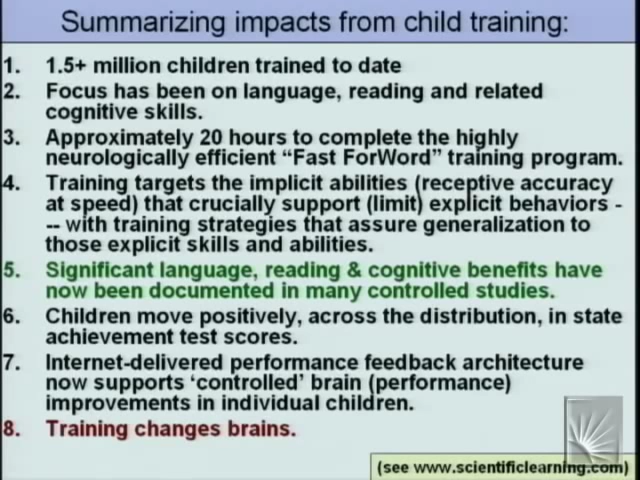 Summarizing impacts from child training:
1. 1.5+ million children trained to date
2. Focus has been on language, reading and related
cognitive skills.
3. Approximately 20 hours to complete the highly
neurologically efficient “Fast ForWord” training program.
4. Training targets the implicit abilities (receptive accuracy
at speed) that crucially support (limit) explicit behaviors -
-- with training strategies that assure generalization to
those explicit skills and abilities.
5. Significant language, reading & cognitive benefits have
now been documented in many controlled studies.
6. Children move positively, across the distribution, in state
achievement test scores.
7. Internet-delivered performance feedback architecture
now supports ‘controlled’ brain (performance)
improvements in individual children.
8. Training changes brains.
(see www.scientificlearning.com)